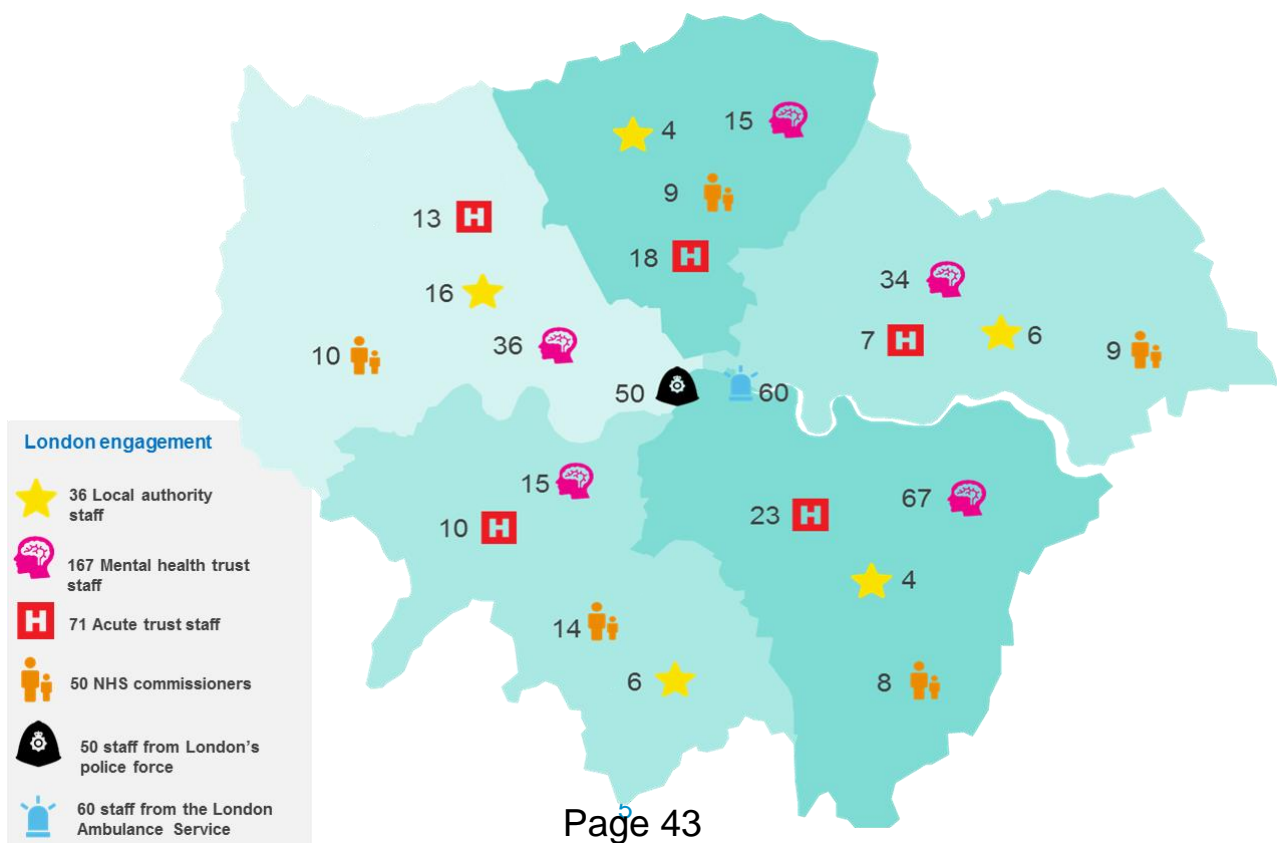 4
15
9
13
18
34
16
7
6
9
10
36
50
60
London engagement
36 Local authority
staff
167 Mental health trust
staff
71 Acute trust staff
50 NHS commissioners
50 staff from London's
police force
60 staff from the London
Ambulance Service
15
10
23
67
4
14
6
8
5
Page 43